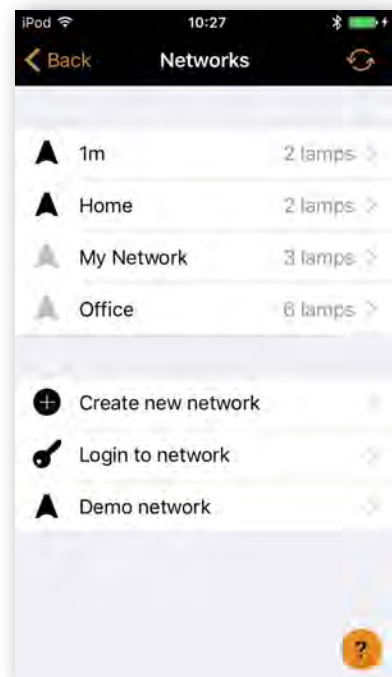 iPod 10:27
Back Networks
1m 2 lamps
Home 2 lamps
My Network 3 lamps
Office 6 lamps
Create new network
Login to network
Demo network
?